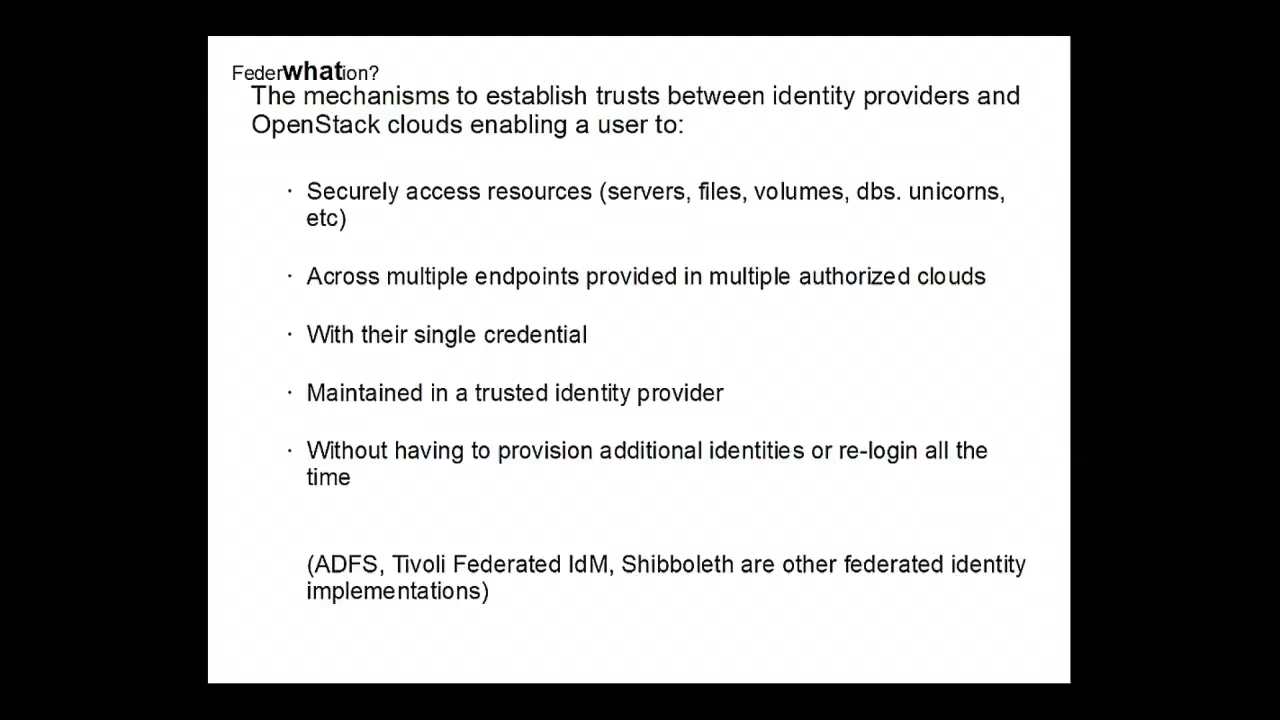 Federwhation?
The mechanisms to establish trusts between identity providers and
OpenStack clouds enabling a user to:
· Securely access resources (servers, files, volumes, dbs. unicorns,
etc)
· Across multiple endpoints provided in multiple authorized clouds
· With their single credential
· Maintained in a trusted identity provider
· Without having to provision additional identities or re-login all the
time
(ADFS, Tivoli Federated IdM, Shibboleth are other federated identity
implementations)